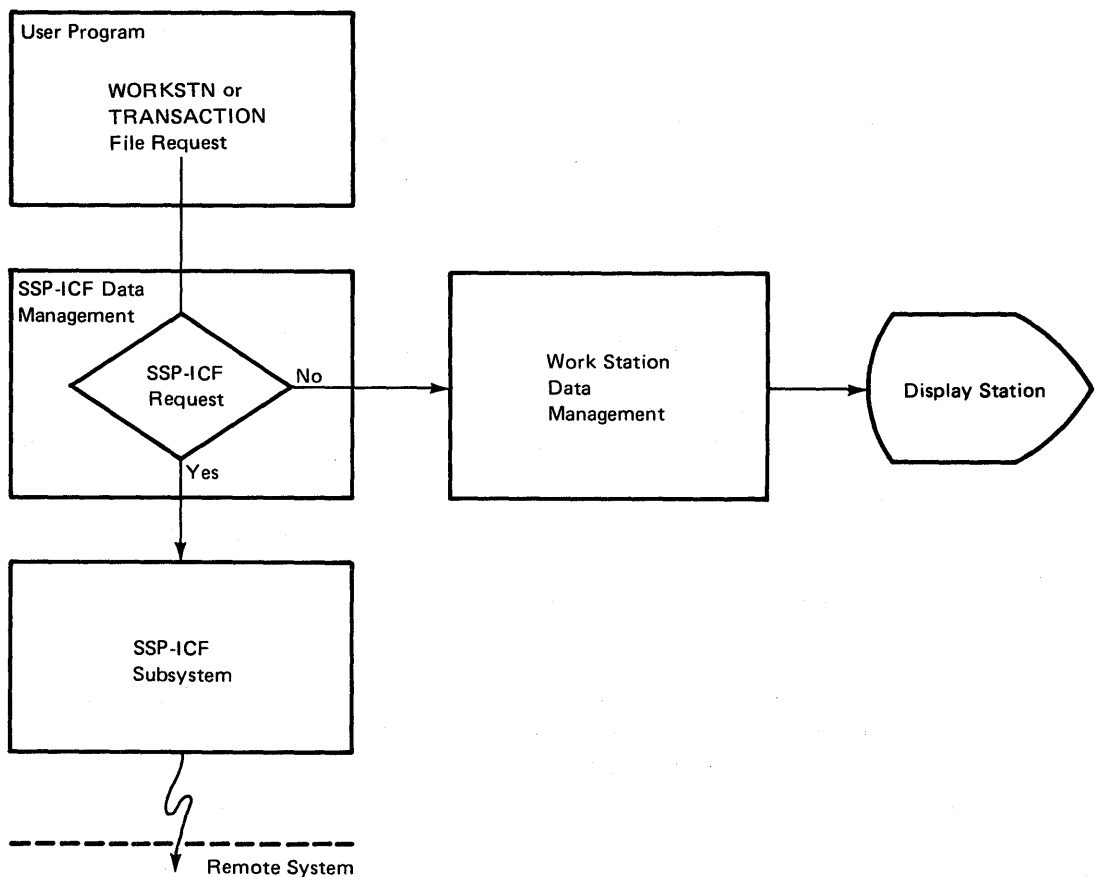 User Program
WORKSTN or
TRANSACTION
File Request
SSP-ICF Data
Management
SSP-ICF
Request
No
Yes
Work Station
Data
Management
Display Station
SSP-ICF
Subsystem
Remote System